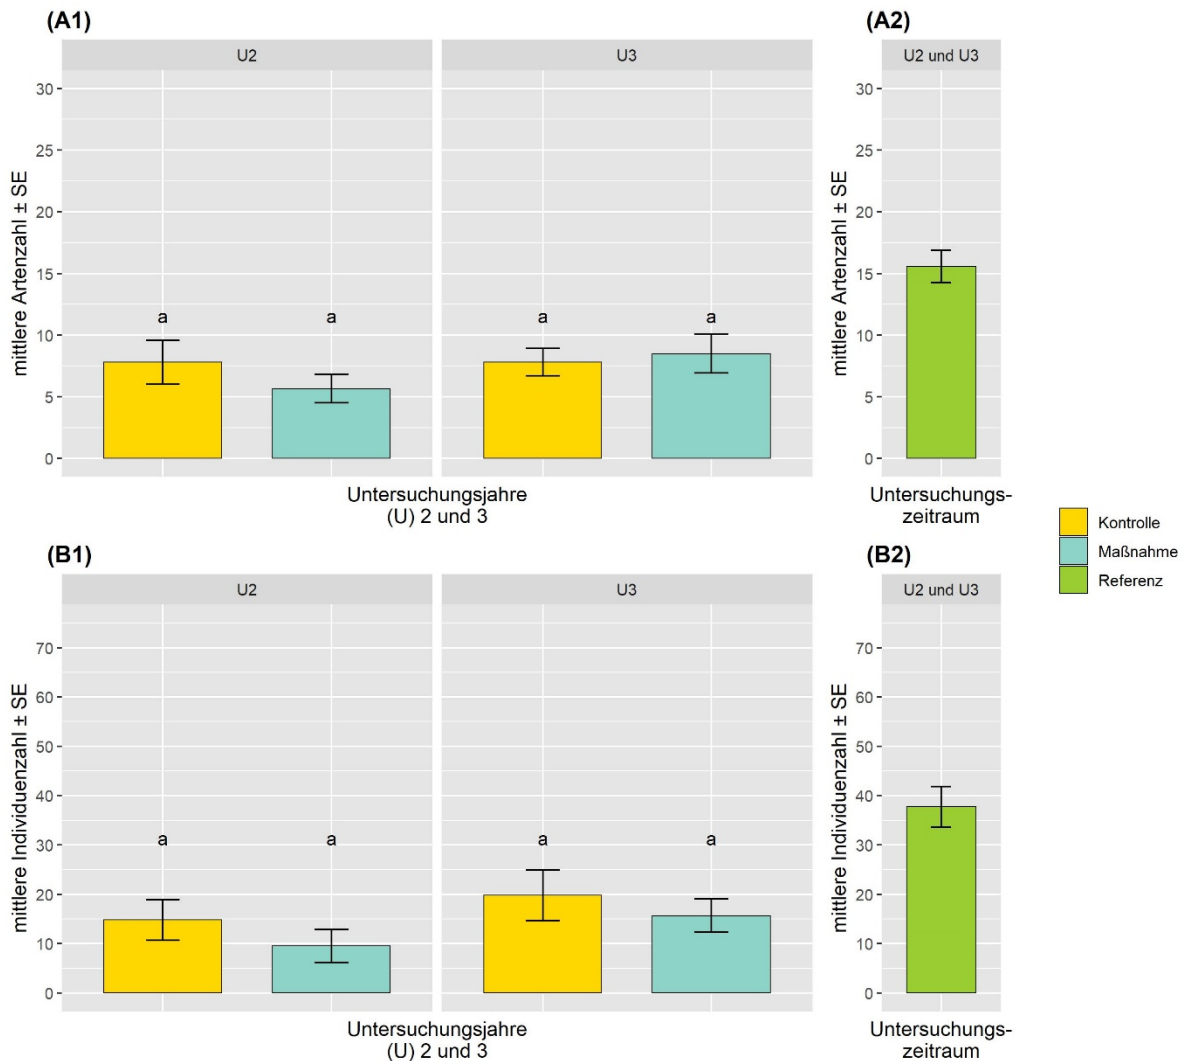 (A1)
U2
U3
mittlere Artenzahl ± SE
30
25
20
15
10
5
0
a
a
a
a
Untersuchungsjahre
(U) 2 und 3
(A2)
U2 und U3
mittlere Artenzahl ± SE
30
25
20
15
10
5
0
Untersuchungs-
zeitraum
Kontrolle
Maßnahme
Referenz
(B1)
U2
U3
mittlere Individuenzahl ± SE
70
60
50
40
30
20
10
0
a
a
a
a
Untersuchungsjahre
(U) 2 und 3
(B2)
U2 und U3
mittlere Individuenzahl ± SE
70
60
50
40
30
20
10
0
Untersuchungs-
zeitraum